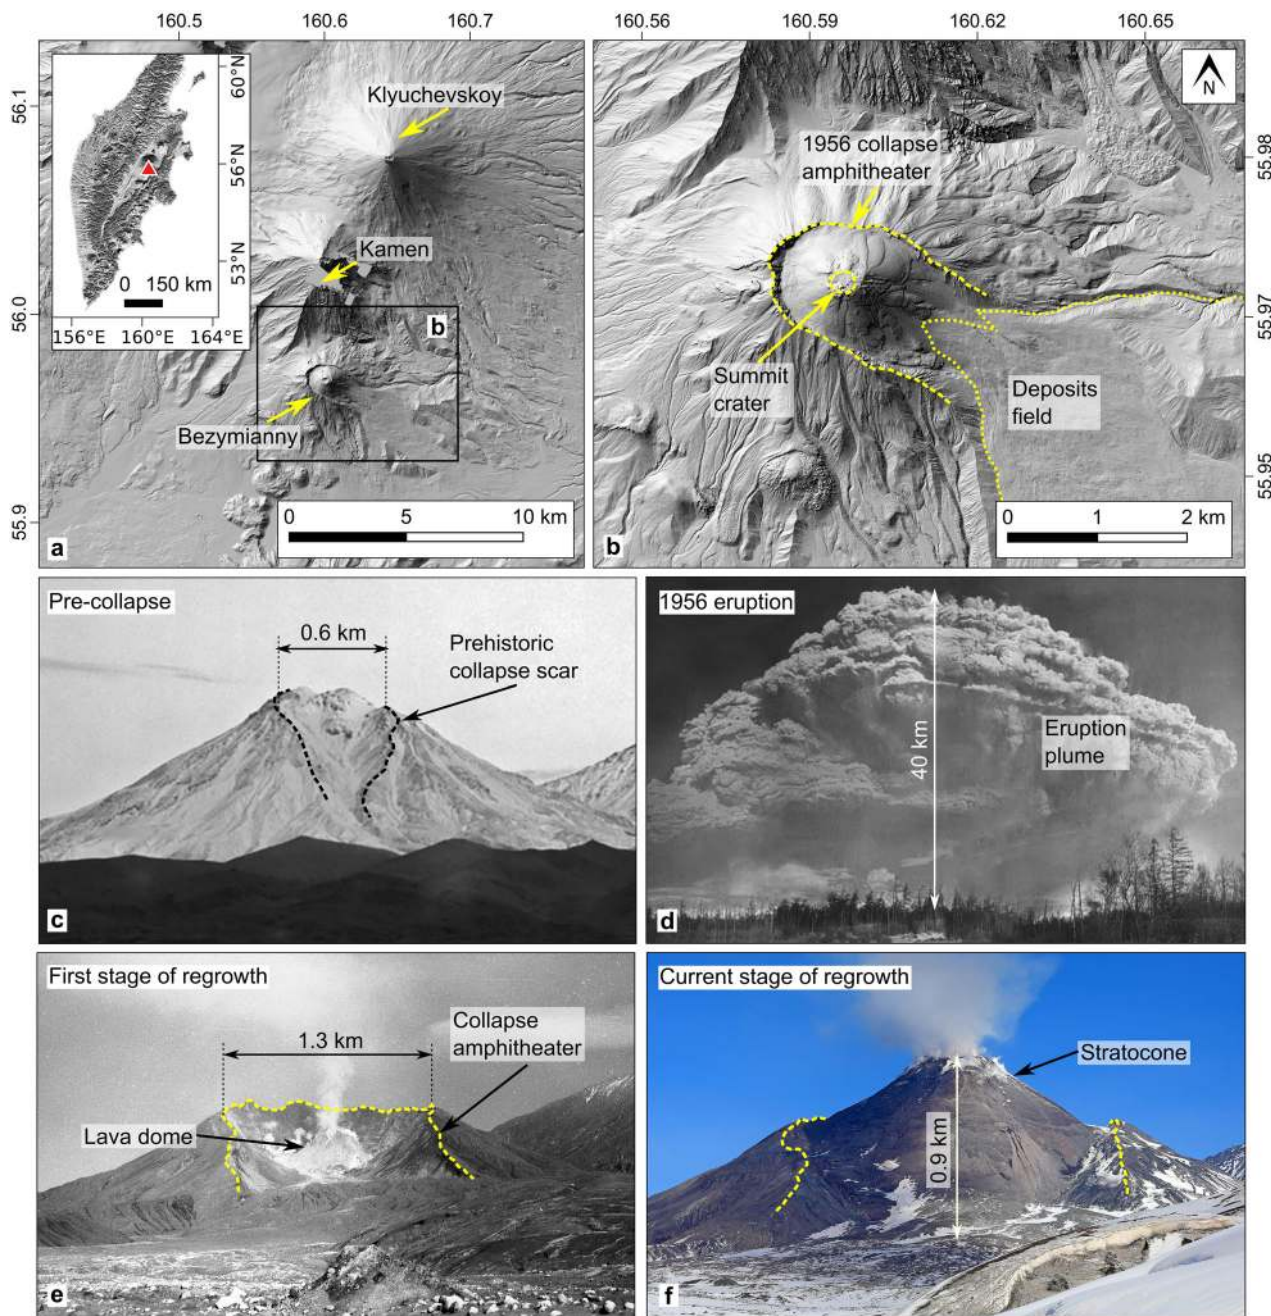 160.5
160.6
160.7
160.56
160.59
160.62
160.65
56.1
56.0
55.9
60°N
56°N
53°N
0 150 km
156°E
160°E
164°E
Klyuchevskoy
Kamen
b
Bezymianny
0
5
10 km
a
N
1956 collapse
amphitheater
Summit
crater
Deposits
field
55.98
55.97
55.95
0
1
2 km
b
Pre-collapse
0.6 km
Prehistoric
collapse scar
c
1956 eruption
40 km
Eruption
plume
d
First stage of regrowth
1.3 km
Collapse
amphitheater
Lava dome
e
Current stage of regrowth
Stratocone
0.9 km
f